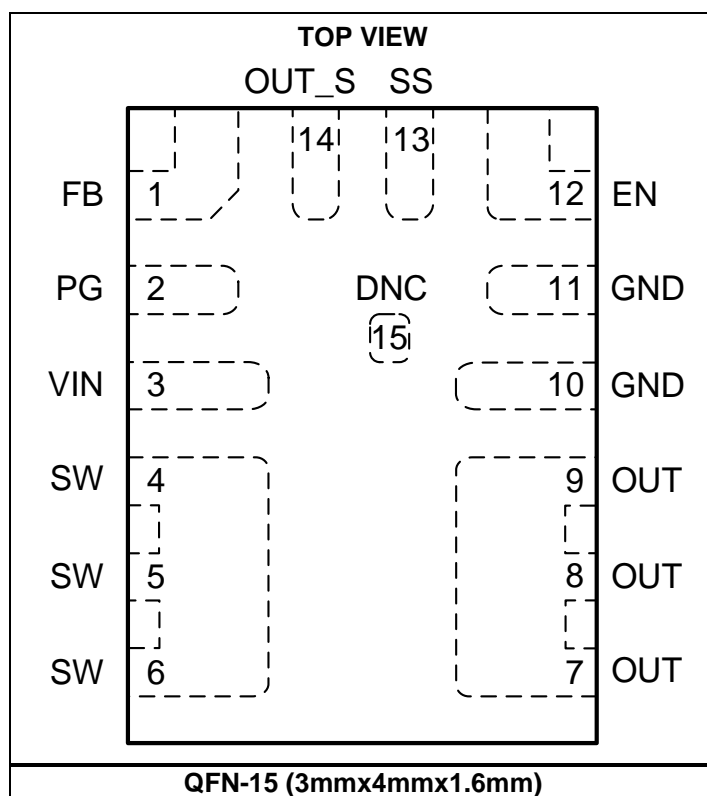 TOP VIEW
OUT_S SS
14 13
FB 1 12 EN
PG 2 DNC 11 GND
15
VIN 3 10 GND
SW 4 9 OUT
SW 5 8 OUT
SW 6 7 OUT
QFN-15 (3mmx4mmx1.6mm)